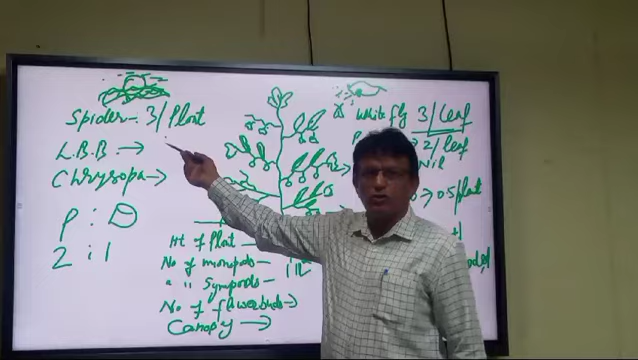 Spider - 3/Plant
L.B.B. →
Chrysopa →
P : D
2 : 1
Ht of Plant -
No of monopods -
" " Sympods -
No of flowerbuds →
Canopy →
White fly 3/Leaf
→ 2/leaf
Nil
→ 0.5/plant